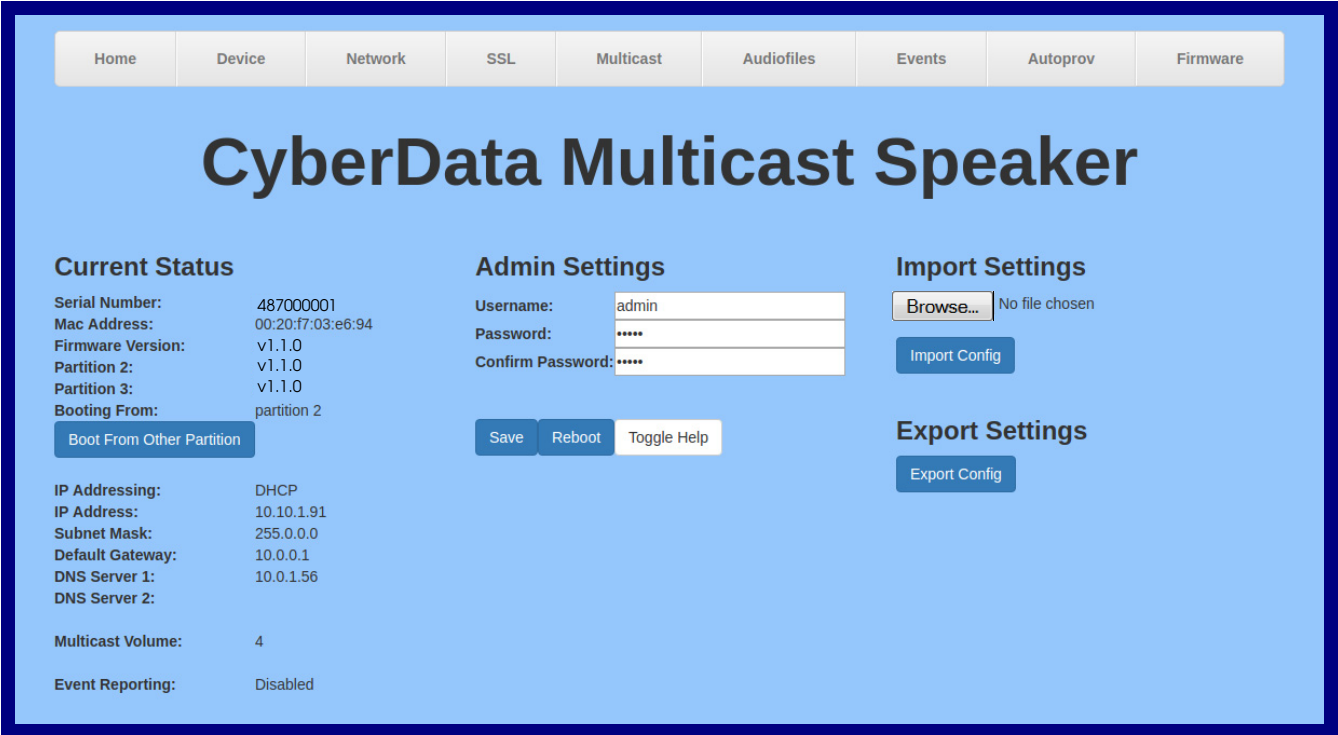 Home Device Network SSL Multicast Audiofiles Events Autoprov Firmware
CyberData Multicast Speaker
Current Status
Serial Number: 487000001
Mac Address: 00:20:f7:03:e6:94
Firmware Version: v1.1.0
Partition 2: v1.1.0
Partition 3: v1.1.0
Booting From: partition 2
Boot From Other Partition
IP Addressing: DHCP
IP Address: 10.10.1.91
Subnet Mask: 255.0.0.0
Default Gateway: 10.0.0.1
DNS Server 1: 10.0.1.56
DNS Server 2:
Multicast Volume: 4
Event Reporting: Disabled
Admin Settings
Username: admin
Password: •••••
Confirm Password: •••••
Save Reboot Toggle Help
Import Settings
Browse... No file chosen
Import Config
Export Settings
Export Config